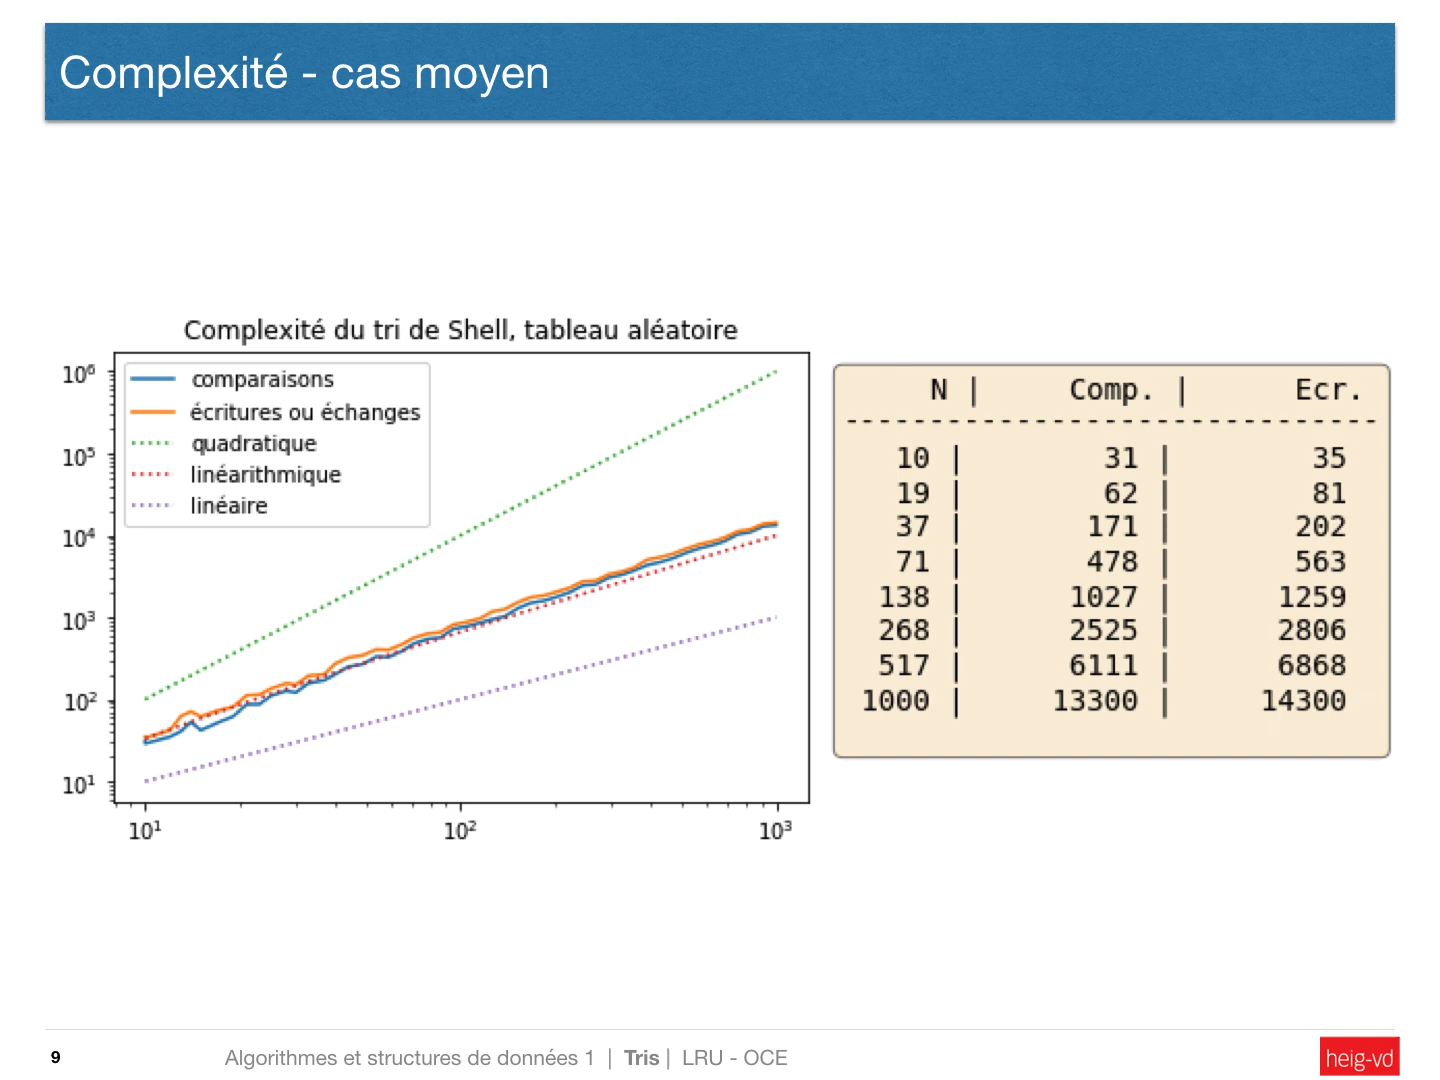 Complexité - cas moyen
Complexité du tri de Shell, tableau aléatoire
10⁶
10⁵
10⁴
10³
10²
10¹
comparaisons
écritures ou échanges
quadratique
linéarithmique
linéaire
10¹ 10² 10³
N | Comp. | Ecr.
-------------------------------
10 | 31 | 35
19 | 62 | 81
37 | 171 | 202
71 | 478 | 563
138 | 1027 | 1259
268 | 2525 | 2806
517 | 6111 | 6868
1000 | 13300 | 14300
9 Algorithmes et structures de données 1 | Tris | LRU - OCE
heig-vd